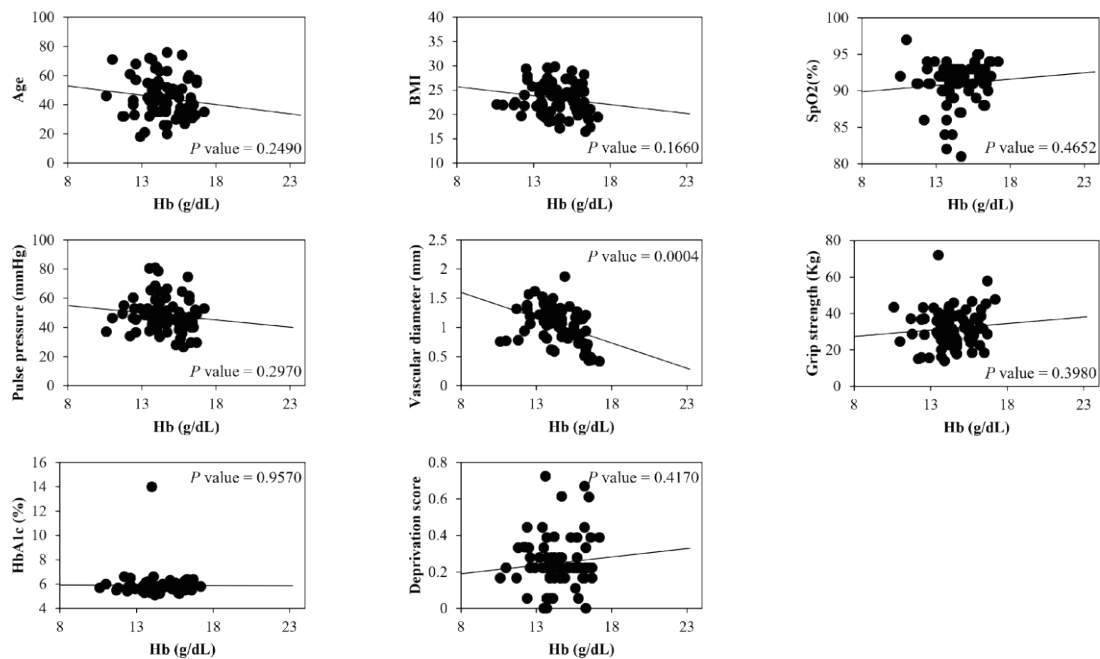 100
80
60
40
20
0
Age
P value = 0.2490
8 13 18 23
Hb (g/dL)
40
35
30
25
20
15
10
BMI
P value = 0.1660
8 13 18 23
Hb (g/dL)
100
95
90
85
80
SpO2(%)
P value = 0.4652
8 13 18 23
Hb (g/dL)
100
80
60
40
20
0
Pulse pressure (mmHg)
P value = 0.2970
8 13 18 23
Hb (g/dL)
2.5
2
1.5
1
0.5
0
Vascular diameter (mm)
P value = 0.0004
8 13 18 23
Hb (g/dL)
80
60
40
20
0
Grip strength (Kg)
P value = 0.3980
8 13 18 23
Hb (g/dL)
16
14
12
10
8
6
4
HbA1c (%)
P value = 0.9570
8 13 18 23
Hb (g/dL)
0.8
0.6
0.4
0.2
0
Deprivation score
P value = 0.4170
8 13 18 23
Hb (g/dL)